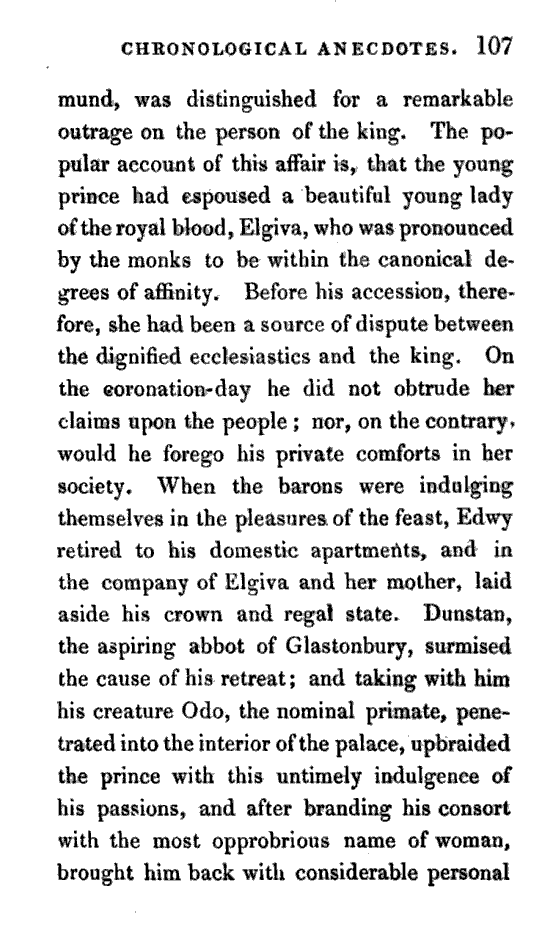 CHRONOLOGICAL ANECDOTES. 107
mund, was distinguished for a remarkable
outrage on the person of the king. The po-
pular account of this affair is, that the young
prince had espoused a beautiful young lady
of the royal blood, Elgiva, who was pronounced
by the monks to be within the canonical de-
grees of affinity. Before his accession, there-
fore, she had been a source of dispute between
the dignified ecclesiastics and the king. On
the coronation-day he did not obtrude her
claims upon the people ; nor, on the contrary,
would he forego his private comforts in her
society. When the barons were indulging
themselves in the pleasures of the feast, Edwy
retired to his domestic apartments, and in
the company of Elgiva and her mother, laid
aside his crown and regal state. Dunstan,
the aspiring abbot of Glastonbury, surmised
the cause of his retreat; and taking with him
his creature Odo, the nominal primate, pene-
trated into the interior of the palace, upbraided
the prince with this untimely indulgence of
his passions, and after branding his consort
with the most opprobrious name of woman,
brought him back with considerable personal